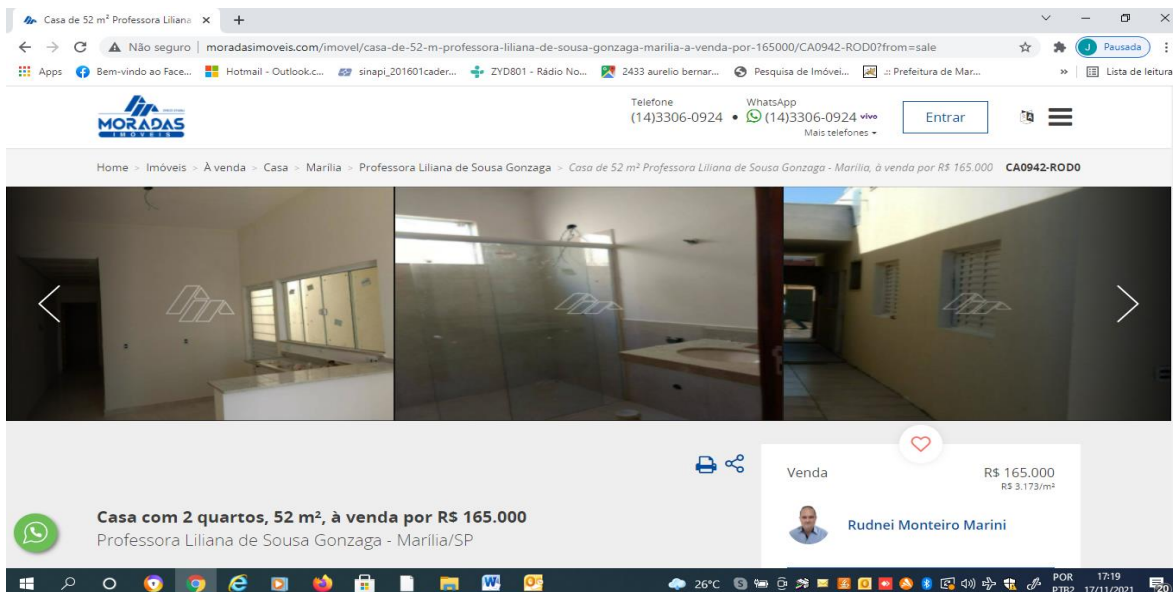 Casa de 52 m² Professora Liliana
Não seguro | moradasimoveis.com/imovel/casa-de-52-m-professora-liliana-de-sousa-gonzaga-marilia-a-venda-por-165000/CA0942-ROD0?from=sale
J Pausada
Apps Bem-vindo ao Face... Hotmail - Outlook.c... sinapi_201601cader... ZYD801 - Rádio No... 2433 aurelio bernar... Pesquisa de Imóvei... .:: Prefeitura de Mar... » Lista de leitura
MORADAS
IMÓVEIS
Telefone
(14)3306-0924
WhatsApp
(14)3306-0924 vivo
Mais telefones
Entrar
Home > Imóveis > À venda > Casa > Marília > Professora Liliana de Sousa Gonzaga > Casa de 52 m² Professora Liliana de Sousa Gonzaga - Marília, à venda por R$ 165.000 CA0942-ROD0
Venda R$ 165.000
R$ 3.173/m²
Rudnei Monteiro Marini
Casa com 2 quartos, 52 m², à venda por R$ 165.000
Professora Liliana de Sousa Gonzaga - Marília/SP
26°C
POR 17:19
PTB2 17/11/2021
20